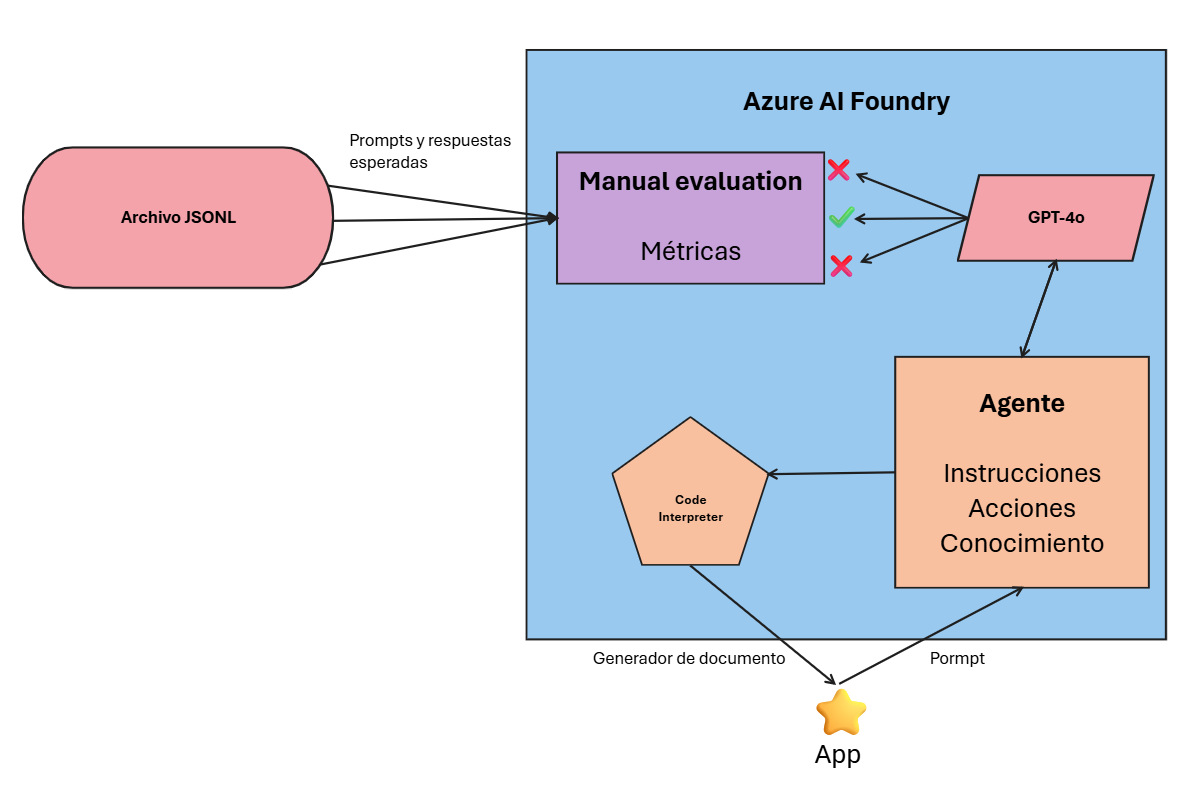 Azure AI Foundry
Prompts y respuestas
esperadas
Archivo JSONL
Manual evaluation
Métricas
GPT-4o
Agente
Instrucciones
Acciones
Conocimiento
Code
Interpreter
Generador de documento
Pormpt
App